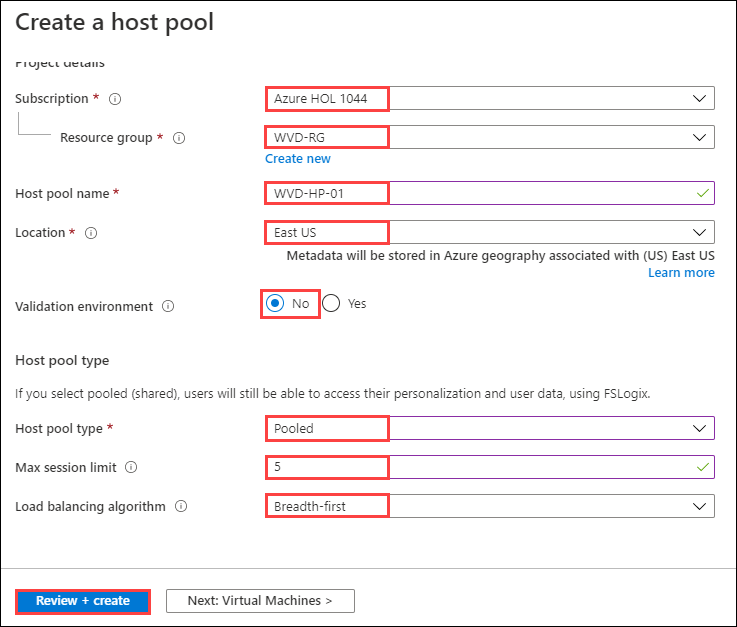 Create a host pool
Project details
Subscription *
Azure HOL 1044
Resource group *
WVD-RG
Create new
Host pool name *
WVD-HP-01
Location *
East US
Metadata will be stored in Azure geography associated with (US) East US
Learn more
Validation environment
No Yes
Host pool type
If you select pooled (shared), users will still be able to access their personalization and user data, using FSLogix.
Host pool type *
Pooled
Max session limit
5
Load balancing algorithm
Breadth-first
Review + create
Next: Virtual Machines >